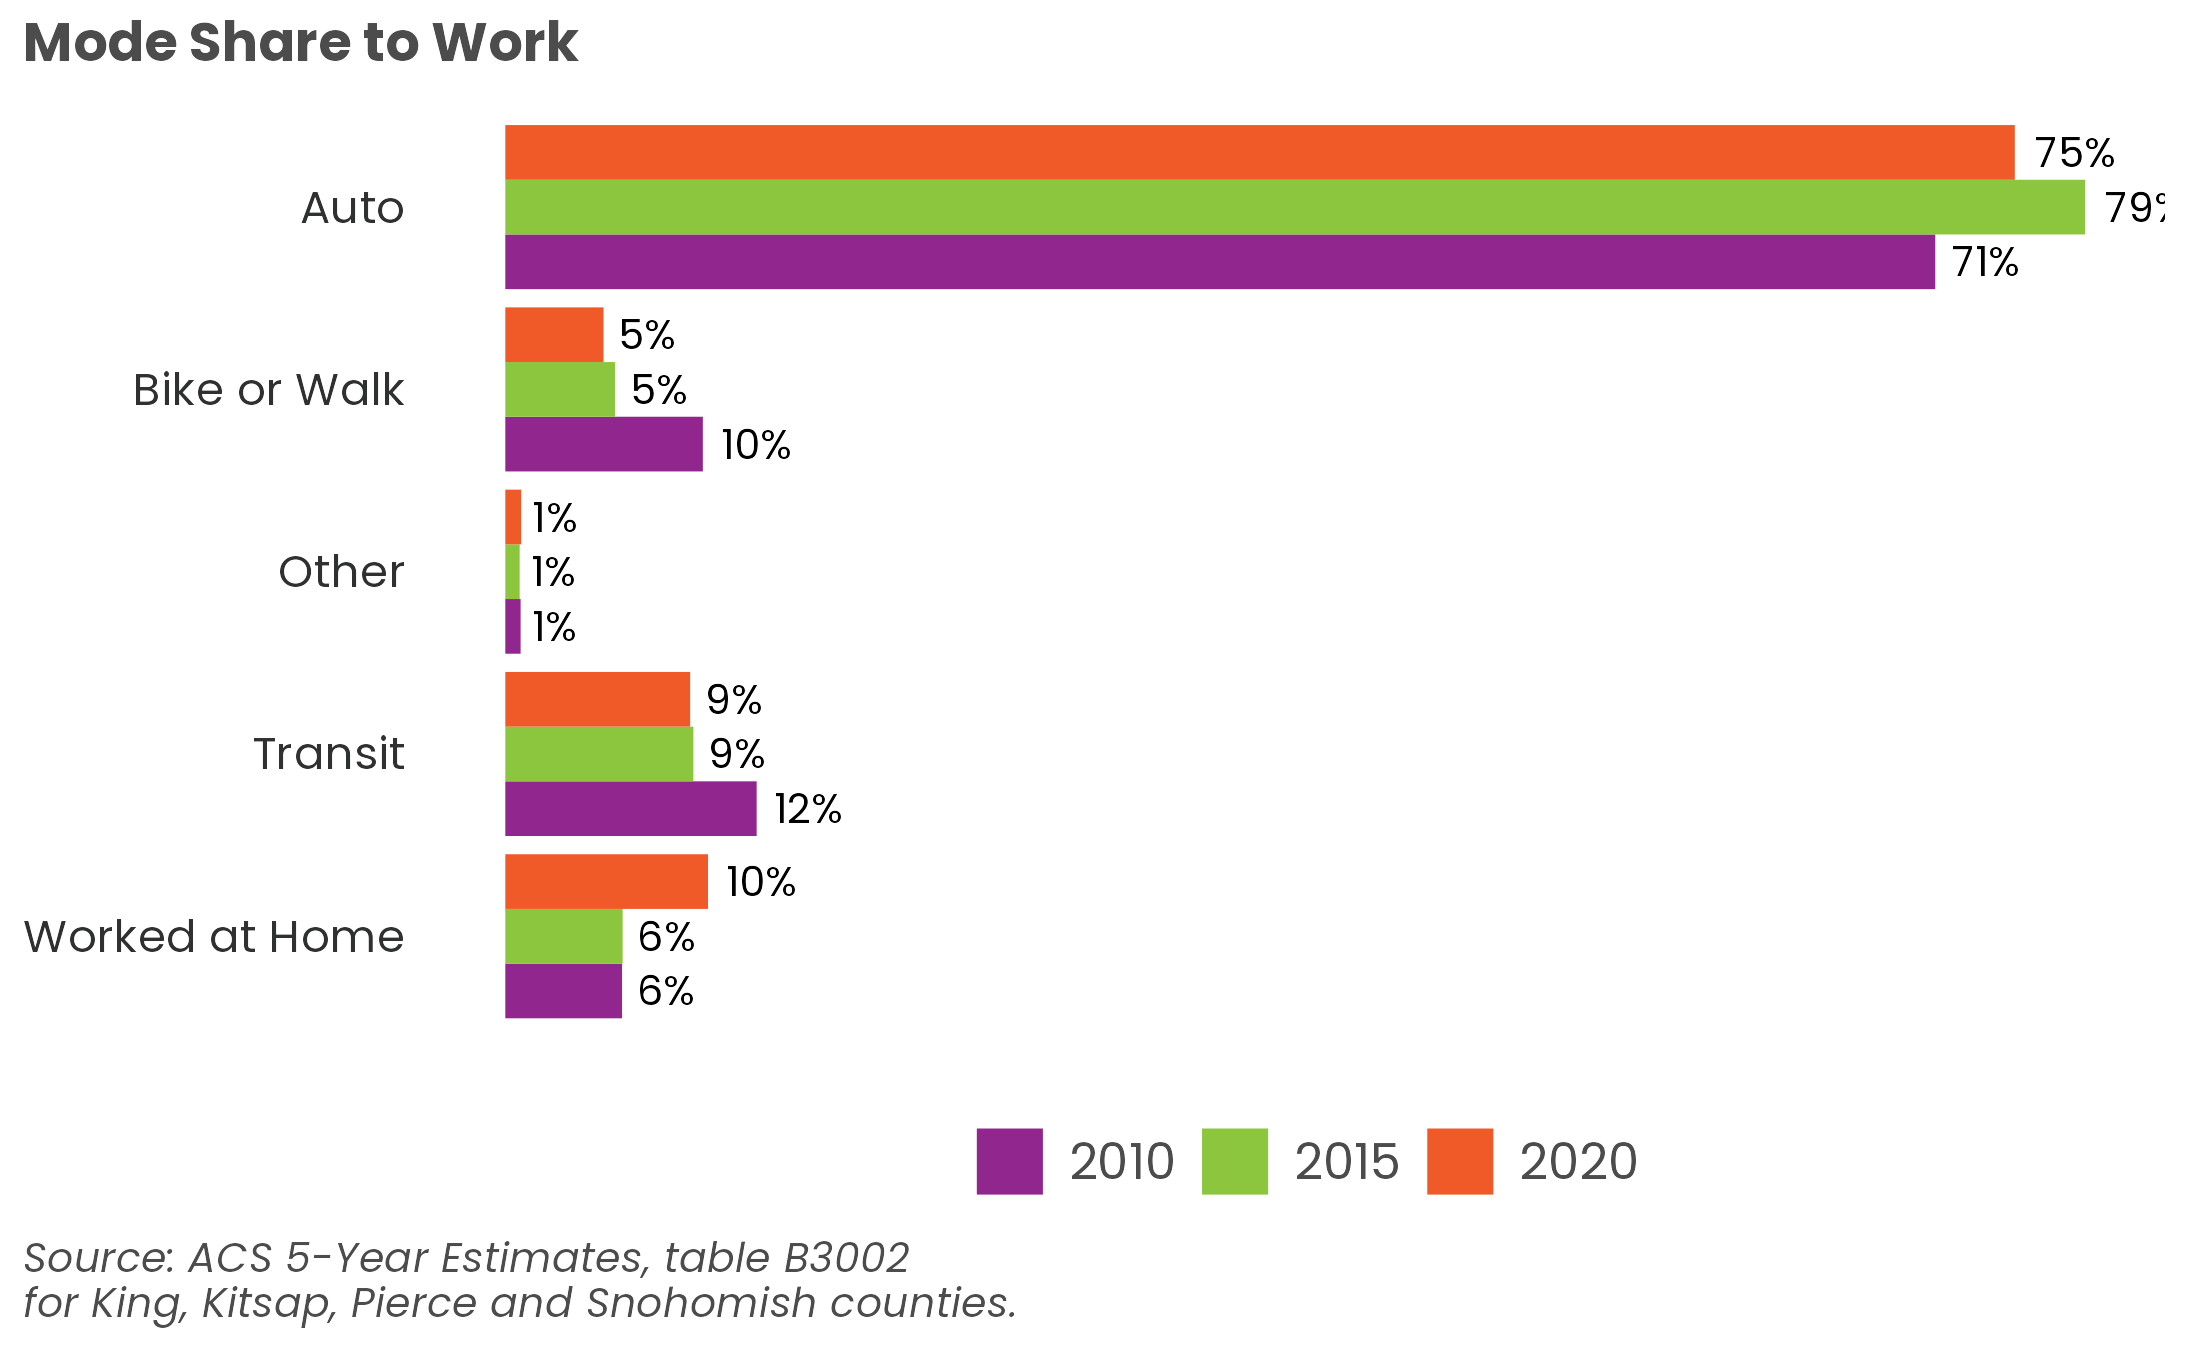 Mode Share to Work
75%
Auto
79%
71%
5%
Bike or Walk
5%
10%
1%
Other
1%
1%
9%
Transit
9%
12%
10%
Worked at Home
6%
6%
2010 2015 2020
Source: ACS 5-Year Estimates, table B3002
for King, Kitsap, Pierce and Snohomish counties.